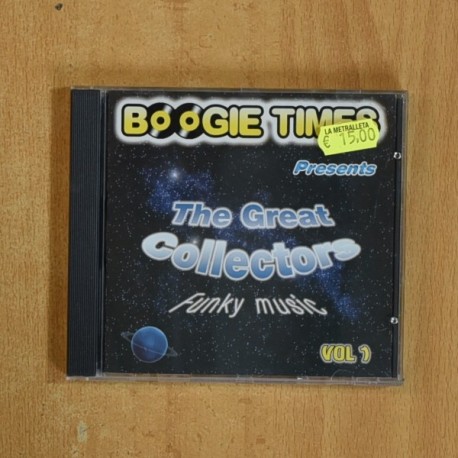 BOOGIE TIMES
LA METRALLETA
€ 15,00
Presents
The Great
Collectors
Funky music
VOL 1